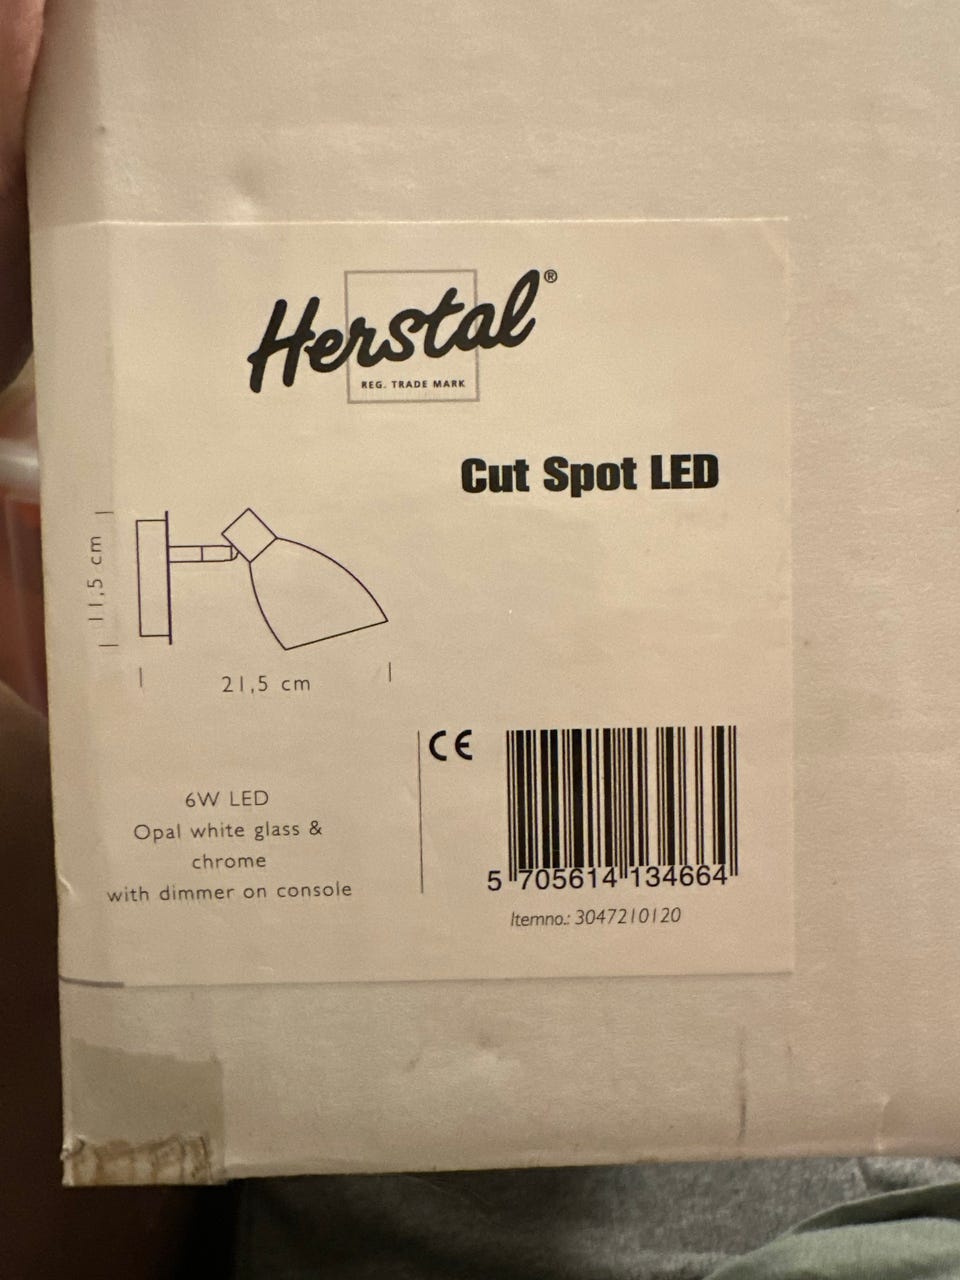 Herstal®
REG. TRADE MARK
Cut Spot LED
11,5 cm
21,5 cm
6W LED
Opal white glass &
chrome
with dimmer on console
CE
5 705614 134664
Itemno.: 3047210120